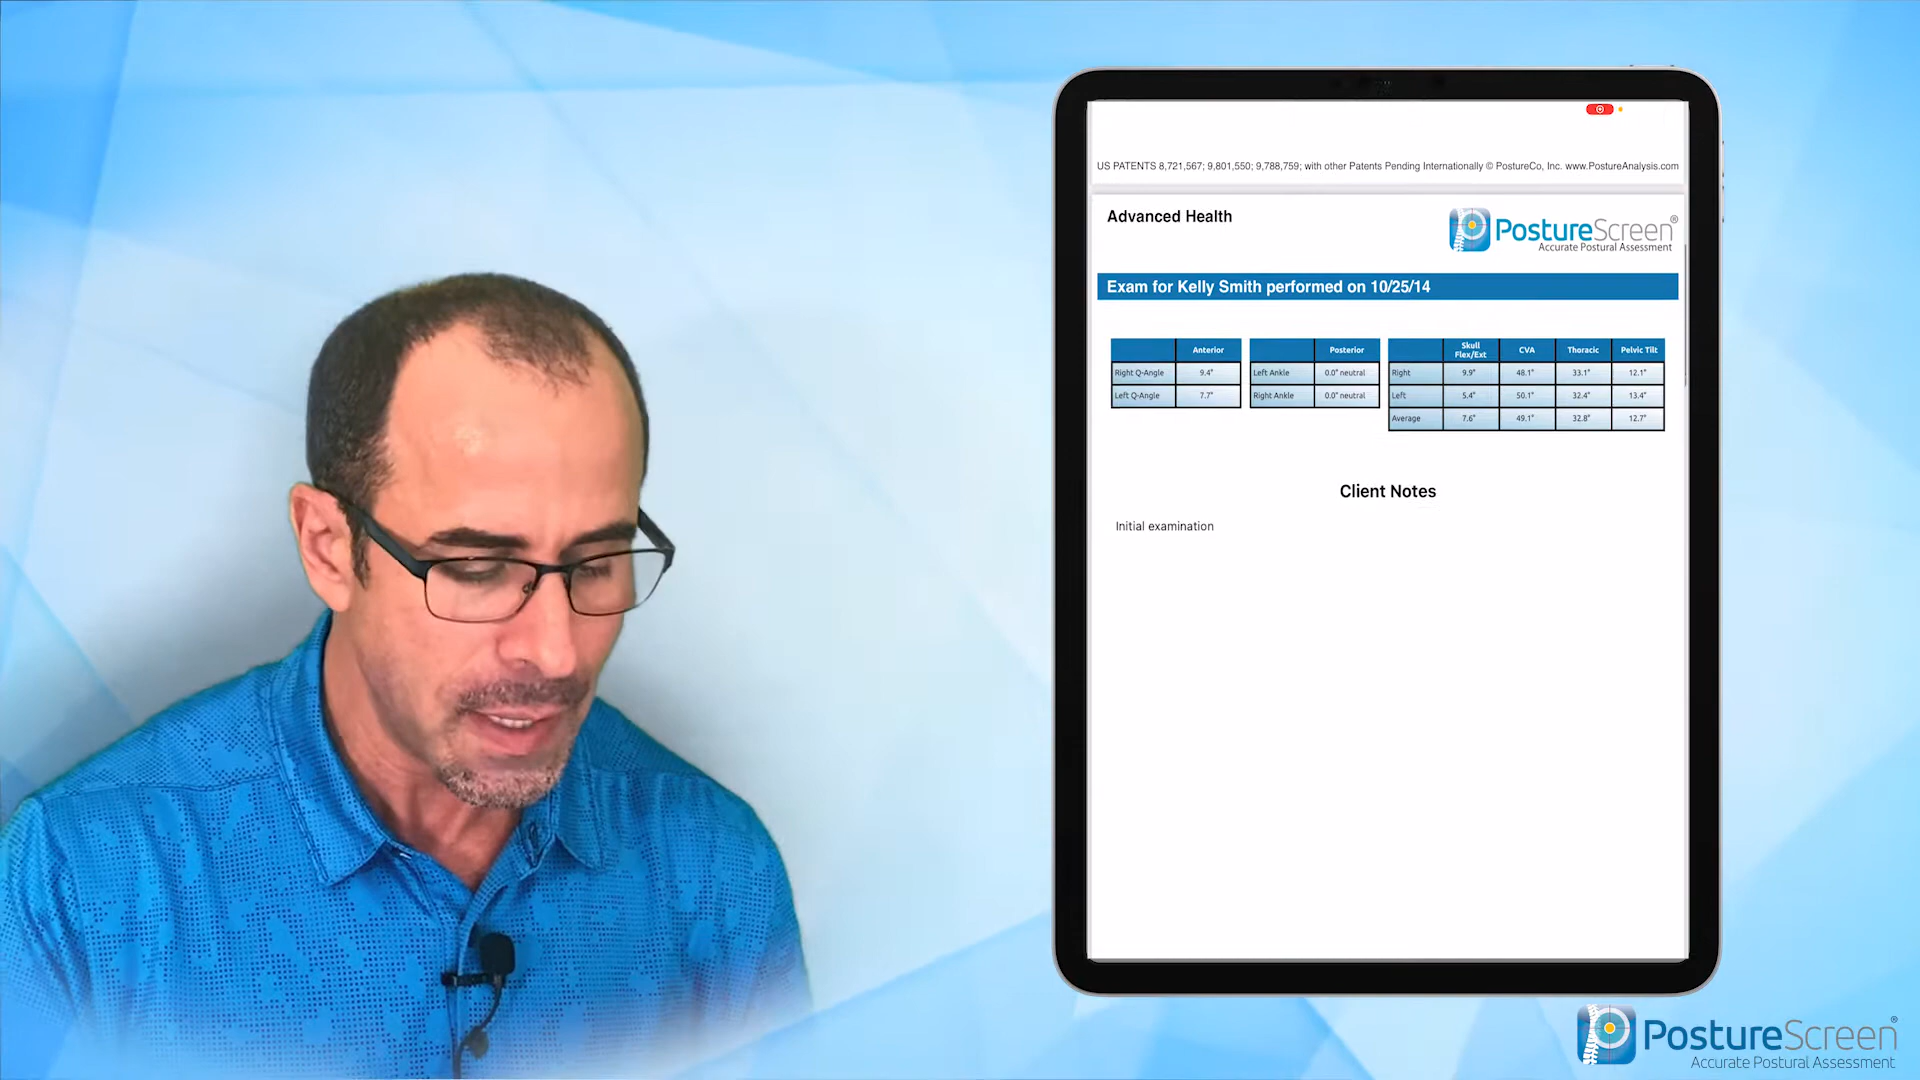 US PATENTS 8,721,567; 9,801,550; 9,788,759; with other Patents Pending Internationally © PostureCo, Inc. www.PostureAnalysis.com
Advanced Health
PostureScreen®
Accurate Postural Assessment
Exam for Kelly Smith performed on 10/25/14
Anterior
Right Q-Angle 9.4°
Left Q-Angle 7.7°
Posterior
Left Ankle 0.0° neutral
Right Ankle 0.0° neutral
Skull Flex/Ext CVA Thoracic Pelvic Tilt
Right 9.9° 48.1° 33.1° 12.1°
Left 5.4° 50.1° 32.4° 13.4°
Average 7.6° 49.1° 32.8° 12.7°
Client Notes
Initial examination
PostureScreen®
Accurate Postural Assessment